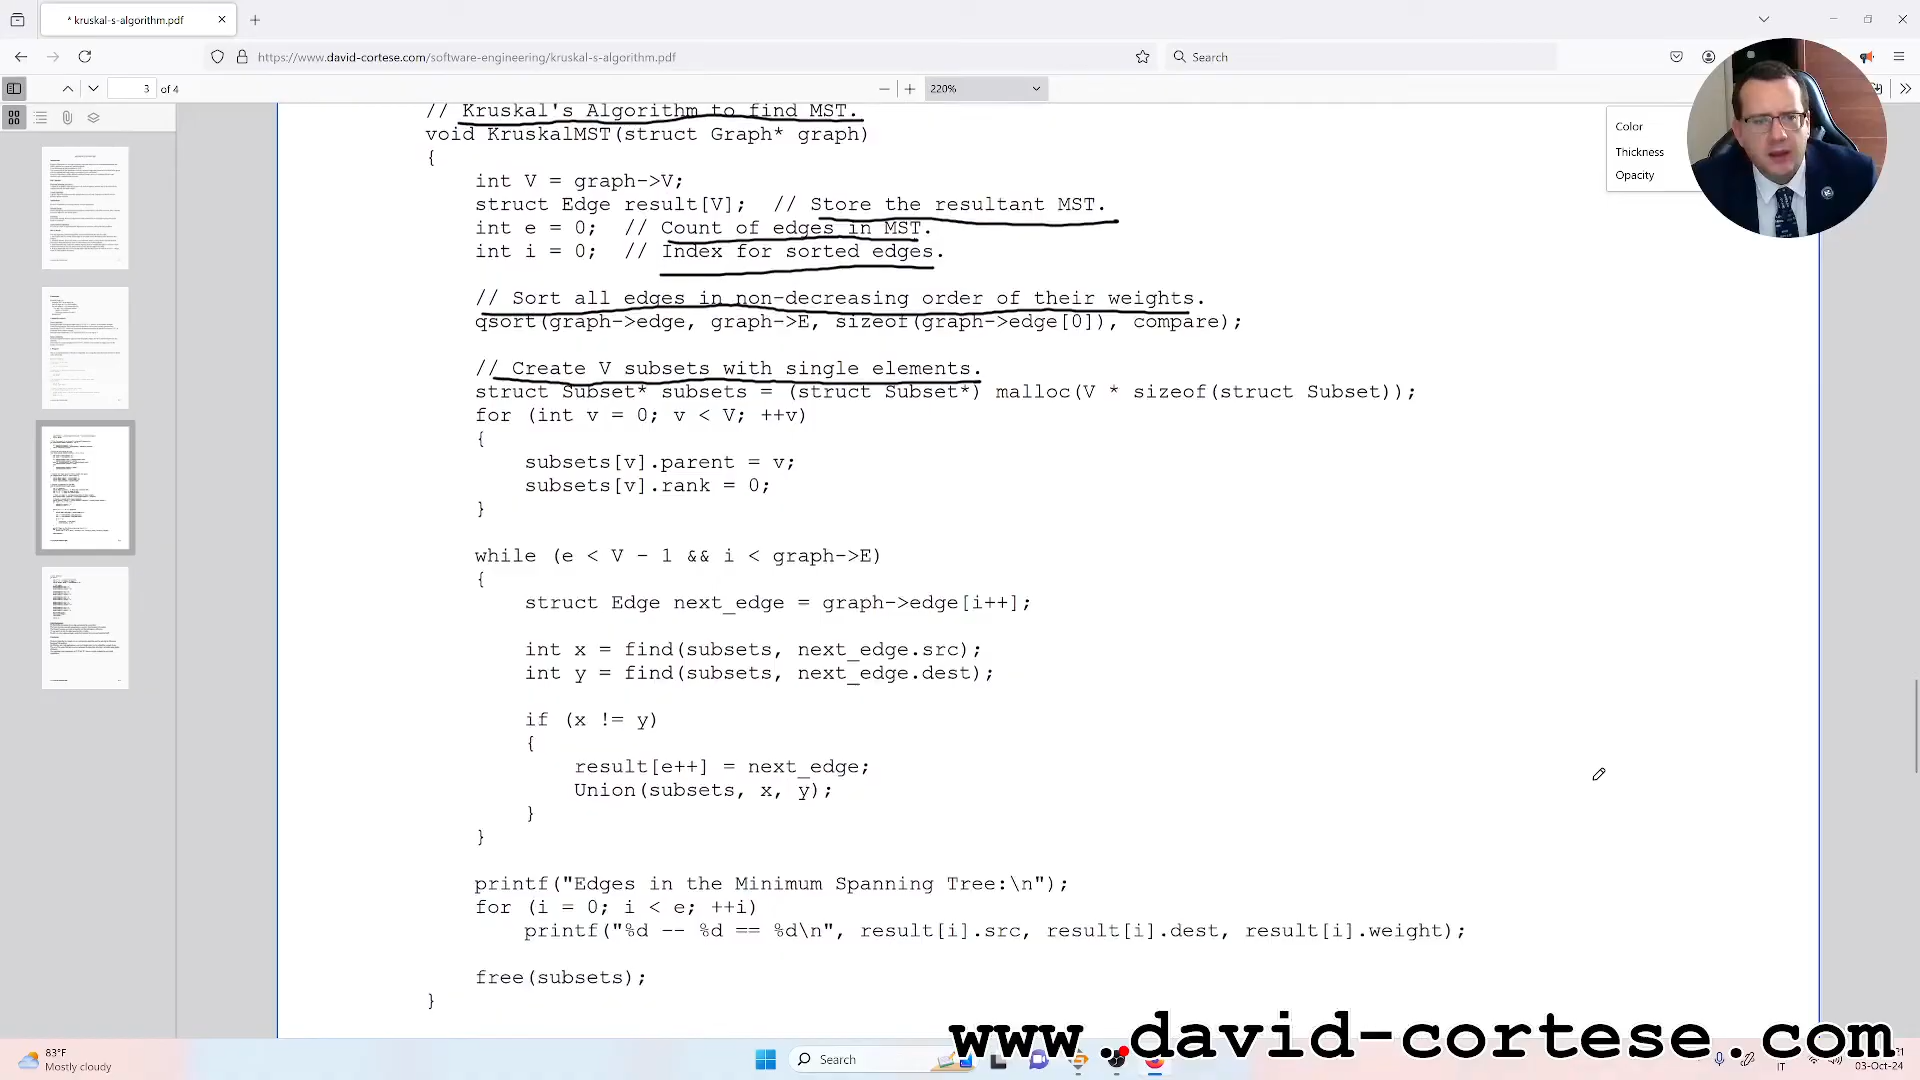 * kruskal-s-algorithm.pdf
https://www.david-cortese.com/software-engineering/kruskal-s-algorithm.pdf
Search
3 of 4
220%
Color
Thickness
Opacity
// Kruskal's Algorithm to find MST.
void KruskalMST(struct Graph* graph)
{
int V = graph->V;
struct Edge result[V]; // Store the resultant MST.
int e = 0; // Count of edges in MST.
int i = 0; // Index for sorted edges.
// Sort all edges in non-decreasing order of their weights.
qsort(graph->edge, graph->E, sizeof(graph->edge[0]), compare);
// Create V subsets with single elements.
struct Subset* subsets = (struct Subset*) malloc(V * sizeof(struct Subset));
for (int v = 0; v < V; ++v)
{
subsets[v].parent = v;
subsets[v].rank = 0;
}
while (e < V - 1 && i < graph->E)
{
struct Edge next_edge = graph->edge[i++];
int x = find(subsets, next_edge.src);
int y = find(subsets, next_edge.dest);
if (x != y)
{
result[e++] = next_edge;
Union(subsets, x, y);
}
}
printf("Edges in the Minimum Spanning Tree:\n");
for (i = 0; i < e; ++i)
printf("%d -- %d == %d\n", result[i].src, result[i].dest, result[i].weight);
free(subsets);
}
www.david-cortese.com
83°F
Mostly cloudy
Search
IT
03-Oct-24